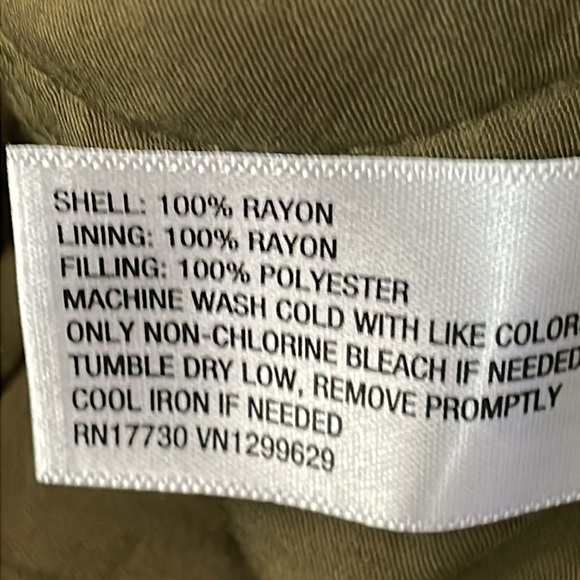 SHELL: 100% RAYON
LINING: 100% RAYON
FILLING: 100% POLYESTER
MACHINE WASH COLD WITH LIKE COLOR
ONLY NON-CHLORINE BLEACH IF NEEDED
TUMBLE DRY LOW, REMOVE PROMPTLY
COOL IRON IF NEEDED
RN17730 VN1299629